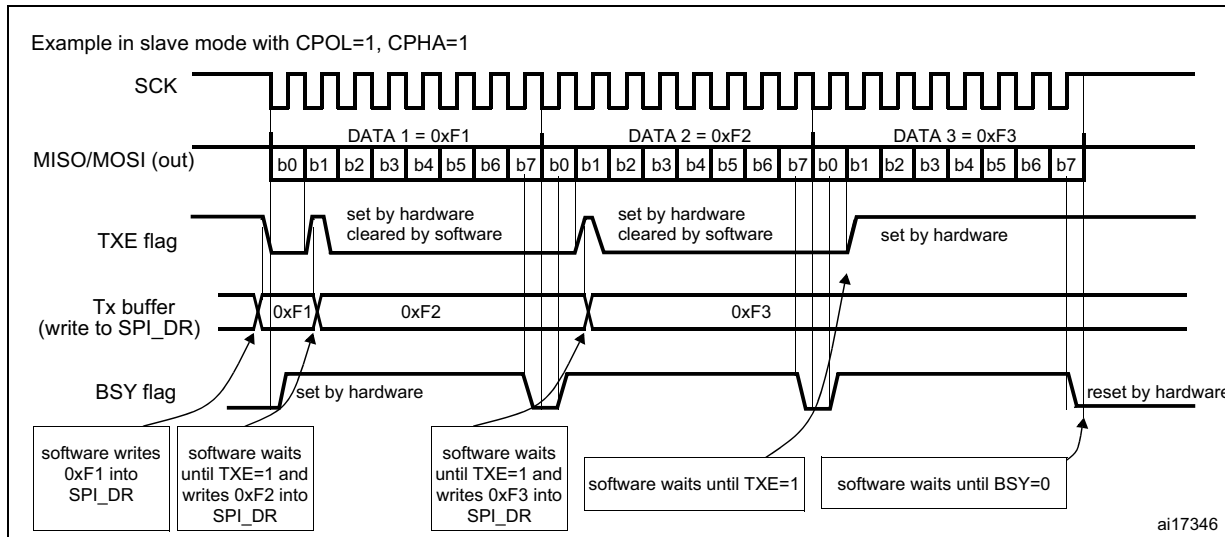 Example in slave mode with CPOL=1, CPHA=1
SCK
DATA 1 = 0xF1 DATA 2 = 0xF2 DATA 3 = 0xF3
MISO/MOSI (out) b0 b1 b2 b3 b4 b5 b6 b7 b0 b1 b2 b3 b4 b5 b6 b7 b0 b1 b2 b3 b4 b5 b6 b7
TXE flag
set by hardware
cleared by software
set by hardware
cleared by software
set by hardware
Tx buffer
(write to SPI_DR)
0xF1 0xF2 0xF3
BSY flag
set by hardware
reset by hardware
software writes
0xF1 into
SPI_DR
software waits
until TXE=1 and
writes 0xF2 into
SPI_DR
software waits
until TXE=1 and
writes 0xF3 into
SPI_DR
software waits until TXE=1
software waits until BSY=0
ai17346